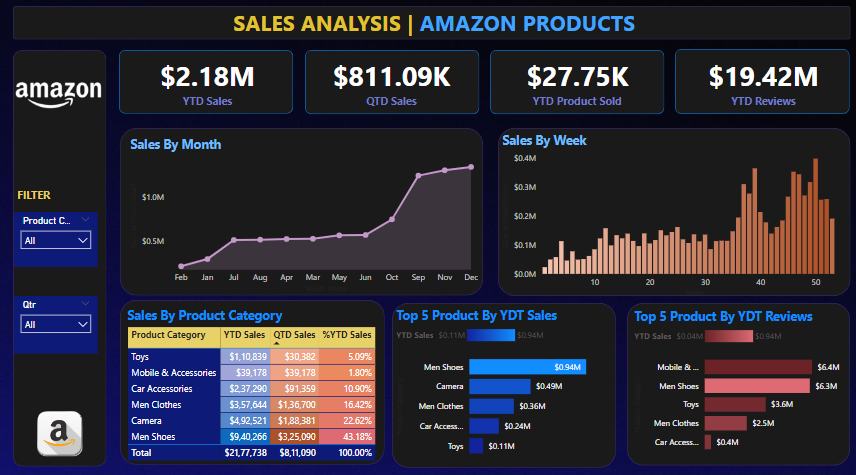 SALES ANALYSIS | AMAZON PRODUCTS
amazon
$2.18M
YTD Sales
$811.09K
QTD Sales
$27.75K
YTD Product Sold
$19.42M
YTD Reviews
FILTER
Product C...
All
Qtr
All
a
Sales By Month
$1.0M
$0.5M
Feb Jan Jul Aug Apr Mar May Jun Oct Sep Nov Dec
Sales By Week
$0.4M
$0.3M
$0.2M
$0.1M
$0.0M
10 20 30 40 50
Sales By Product Category
Product Category YTD Sales QTD Sales %YTD Sales
Toys $1,10,839 $30,382 5.09%
Mobile & Accessories $39,178 $39,178 1.80%
Car Accessories $2,37,290 $91,359 10.90%
Men Clothes $3,57,644 $1,36,700 16.42%
Camera $4,92,521 $1,88,381 22.62%
Men Shoes $9,40,266 $3,25,090 43.18%
Total $21,77,738 $8,11,090 100.00%
Top 5 Product By YDT Sales
YTD Sales $0.11M $0.94M
Men Shoes $0.94M
Camera $0.49M
Men Clothes $0.36M
Car Access... $0.24M
Toys $0.11M
Top 5 Product By YDT Reviews
YTD Sales $0.04M $0.94M
Mobile & ... $6.4M
Men Shoes $6.3M
Toys $3.6M
Men Clothes $2.5M
Car Access... $0.4M